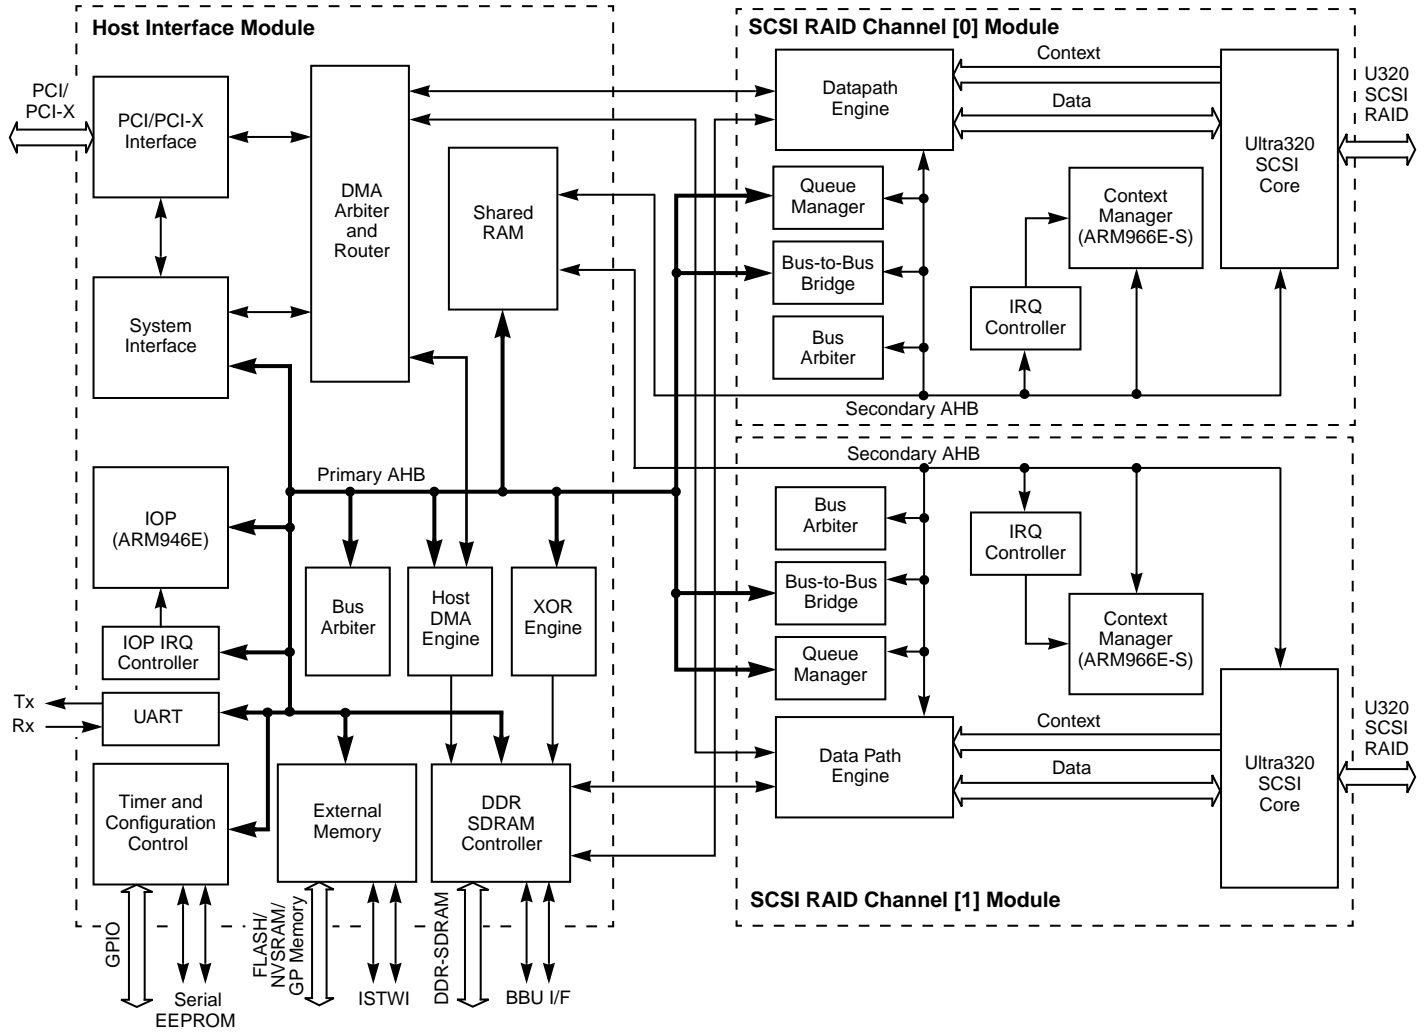 Host Interface Module
SCSI RAID Channel [0] Module
PCI/
PCI-X
PCI/PCI-X
Interface
DMA
Arbiter
and
Router
Shared
RAM
System
Interface
Datapath
Engine
Context
Data
Ultra320
SCSI
Core
U320
SCSI
RAID
Queue
Manager
Bus-to-Bus
Bridge
Bus
Arbiter
Context
Manager
(ARM966E-S)
IRQ
Controller
Secondary AHB
Primary AHB
IOP
(ARM946E)
IOP IRQ
Controller
Bus
Arbiter
Host
DMA
Engine
XOR
Engine
Tx
Rx
UART
Timer and
Configuration
Control
External
Memory
DDR
SDRAM
Controller
GPIO
Serial
EEPROM
FLASH/
NVSRAM/
GP Memory
ISTWI
DDR-SDRAM
BBU I/F
Secondary AHB
Bus
Arbiter
Bus-to-Bus
Bridge
Queue
Manager
IRQ
Controller
Context
Manager
(ARM966E-S)
Data Path
Engine
Context
Data
Ultra320
SCSI
Core
U320
SCSI
RAID
SCSI RAID Channel [1] Module